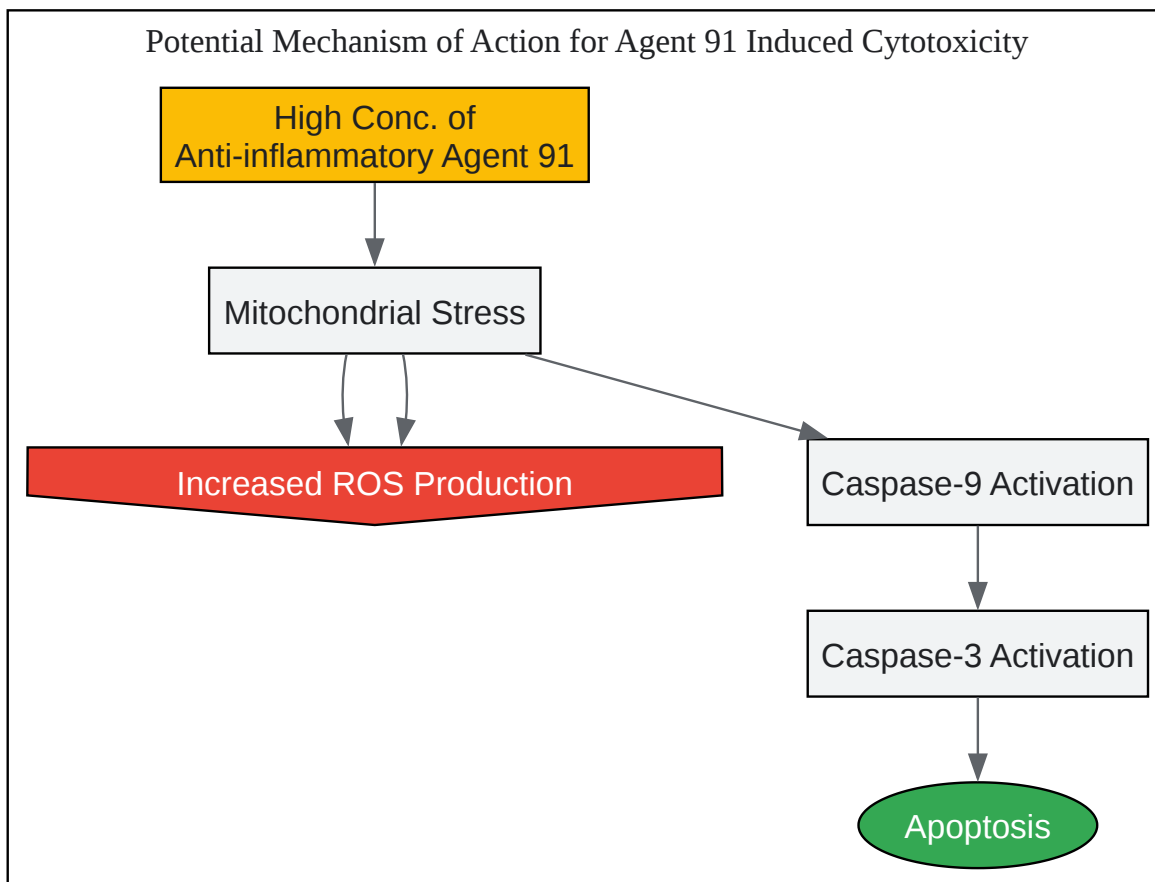 Potential Mechanism of Action for Agent 91 Induced Cytotoxicity
High Conc. of
Anti-inflammatory Agent 91
Mitochondrial Stress
Increased ROS Production
Caspase-9 Activation
Caspase-3 Activation
Apoptosis